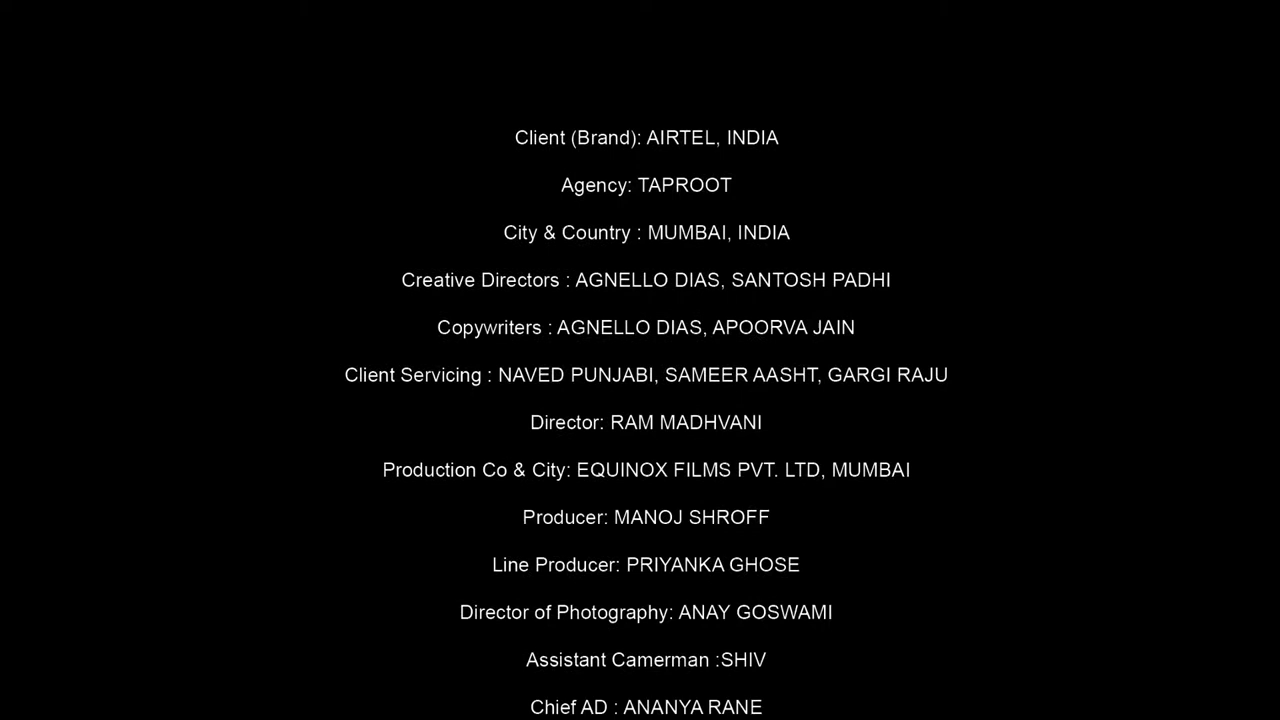 Client (Brand): AIRTEL, INDIA
Agency: TAPROOT
City & Country : MUMBAI, INDIA
Creative Directors : AGNELLO DIAS, SANTOSH PADHI
Copywriters : AGNELLO DIAS, APOORVA JAIN
Client Servicing : NAVED PUNJABI, SAMEER AASHT, GARGI RAJU
Director: RAM MADHVANI
Production Co & City: EQUINOX FILMS PVT. LTD, MUMBAI
Producer: MANOJ SHROFF
Line Producer: PRIYANKA GHOSE
Director of Photography: ANAY GOSWAMI
Assistant Camerman :SHIV
Chief AD : ANANYA RANE